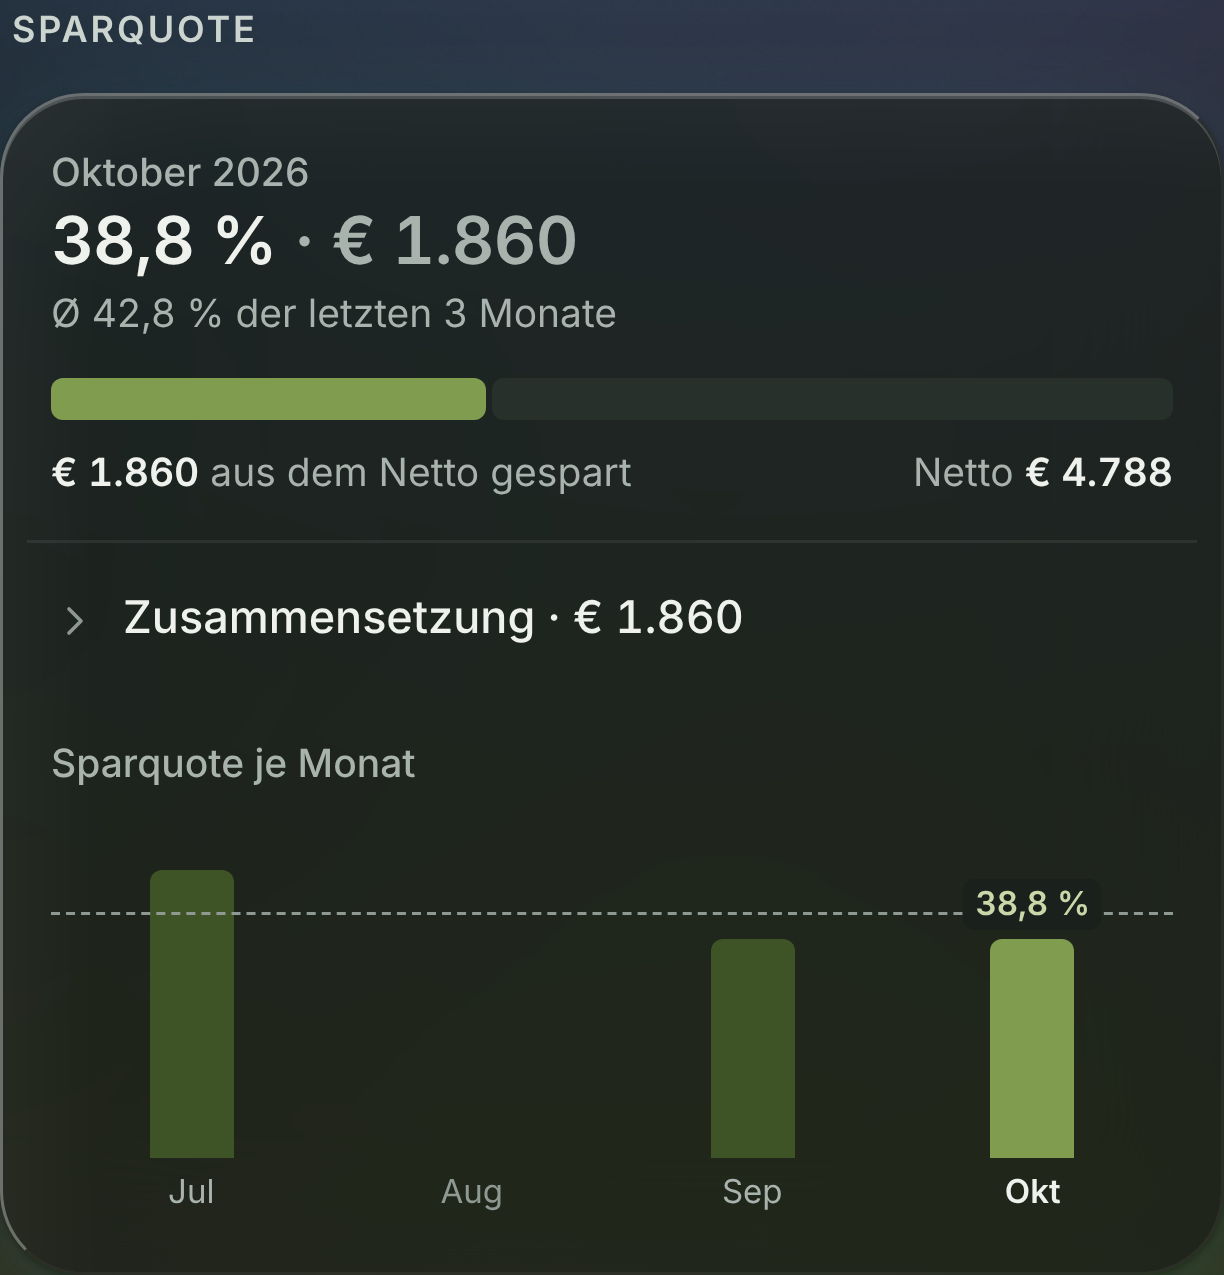 SPARQUOTE
Oktober 2026
38,8 % · € 1.860
Ø 42,8 % der letzten 3 Monate
€ 1.860 aus dem Netto gespart
Netto € 4.788
Zusammensetzung · € 1.860
Sparquote je Monat
38,8 %
Jul Aug Sep Okt